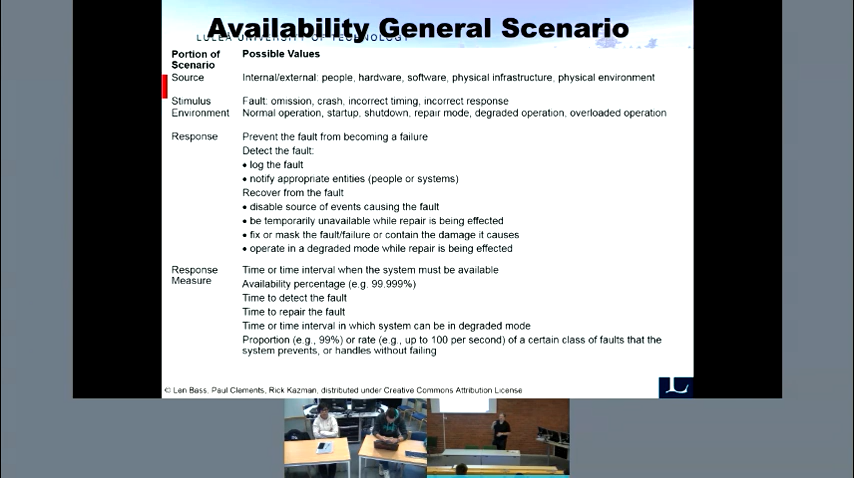 Availability General Scenario
LULEÅ UNIVERSITY OF TECHNOLOGY
Portion of Scenario
Possible Values
Source
Internal/external: people, hardware, software, physical infrastructure, physical environment
Stimulus
Fault: omission, crash, incorrect timing, incorrect response
Environment
Normal operation, startup, shutdown, repair mode, degraded operation, overloaded operation
Response
Prevent the fault from becoming a failure
Detect the fault:
• log the fault
• notify appropriate entities (people or systems)
Recover from the fault
• disable source of events causing the fault
• be temporarily unavailable while repair is being effected
• fix or mask the fault/failure or contain the damage it causes
• operate in a degraded mode while repair is being effected
Response Measure
Time or time interval when the system must be available
Availability percentage (e.g. 99.999%)
Time to detect the fault
Time to repair the fault
Time or time interval in which system can be in degraded mode
Proportion (e.g., 99%) or rate (e.g., up to 100 per second) of a certain class of faults that the
system prevents, or handles without failing
© Len Bass, Paul Clements, Rick Kazman, distributed under Creative Commons Attribution License
L